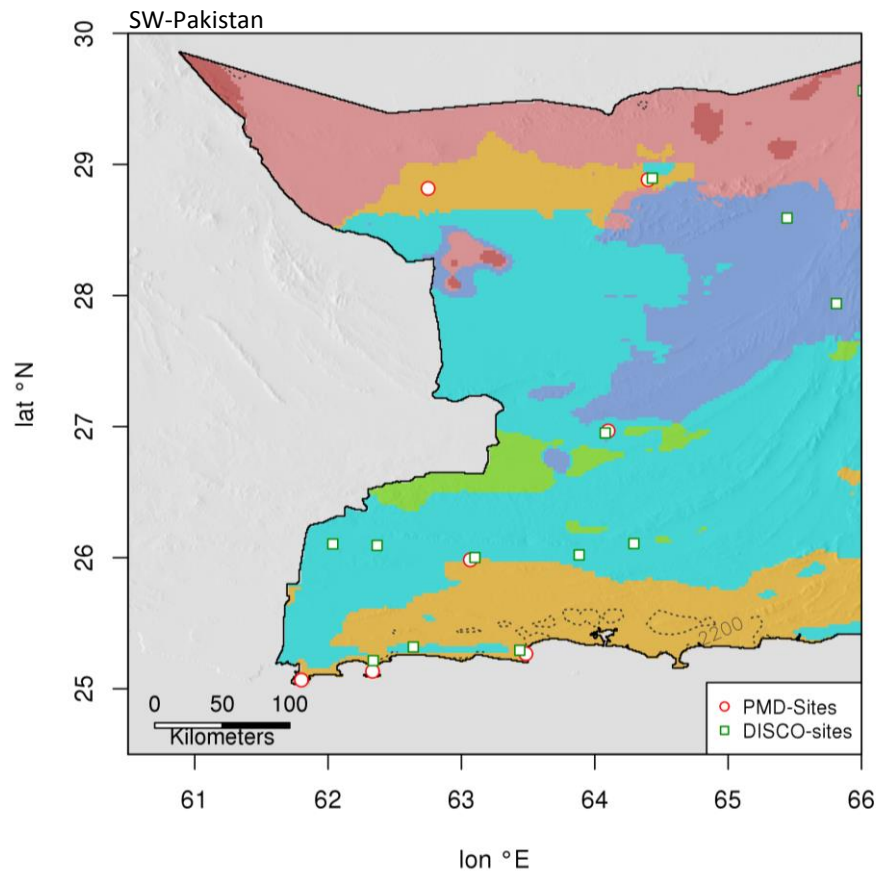 SW-Pakistan
30
29
28
27
26
25
lat °N
2200
0 50 100
Kilometers
PMD-Sites
DISCO-sites
61 62 63 64 65 66
lon °E